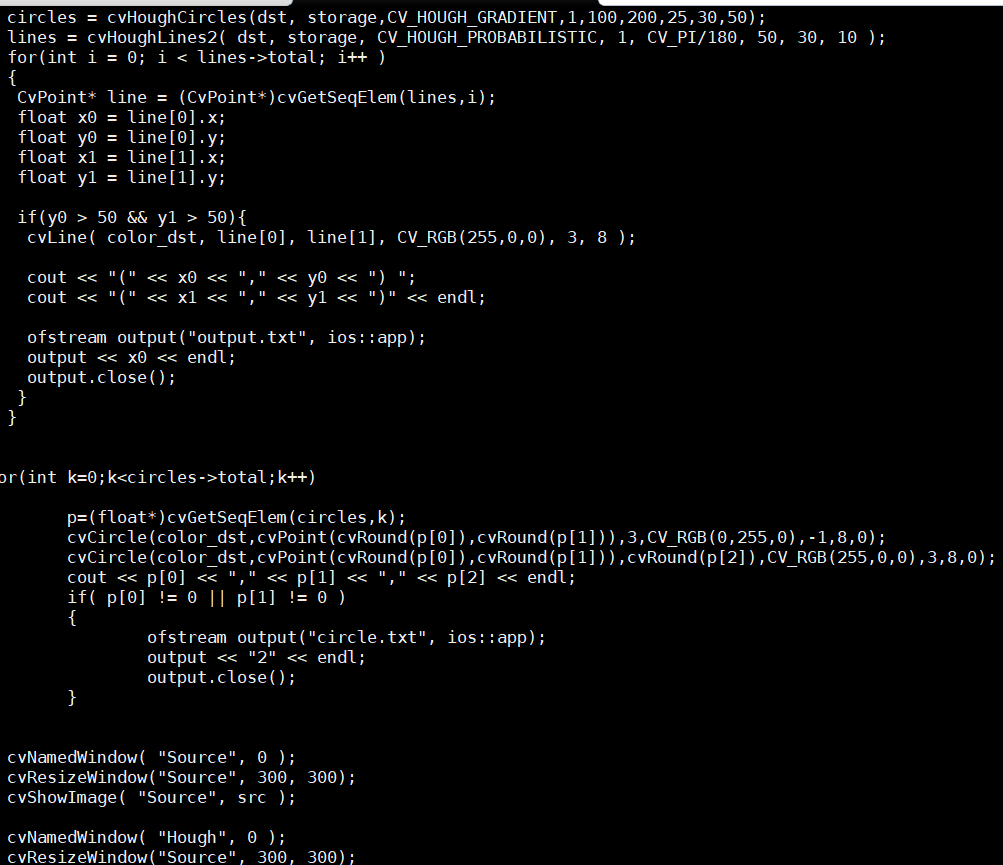 circles = cvHoughCircles(dst, storage,CV_HOUGH_GRADIENT,1,100,200,25,30,50);
lines = cvHoughLines2( dst, storage, CV_HOUGH_PROBABILISTIC, 1, CV_PI/180, 50, 30, 10 );
for(int i = 0; i < lines->total; i++ )
{
CvPoint* line = (CvPoint*)cvGetSeqElem(lines,i);
float x0 = line[0].x;
float y0 = line[0].y;
float x1 = line[1].x;
float y1 = line[1].y;
if(y0 > 50 && y1 > 50){
cvLine( color_dst, line[0], line[1], CV_RGB(255,0,0), 3, 8 );
cout << "(" << x0 << "," << y0 << ") ";
cout << "(" << x1 << "," << y1 << ")" << endl;
ofstream output("output.txt", ios::app);
output << x0 << endl;
output.close();
}
}
or(int k=0;k<circles->total;k++)
p=(float*)cvGetSeqElem(circles,k);
cvCircle(color_dst,cvPoint(cvRound(p[0]),cvRound(p[1])),3,CV_RGB(0,255,0),-1,8,0);
cvCircle(color_dst,cvPoint(cvRound(p[0]),cvRound(p[1])),cvRound(p[2]),CV_RGB(255,0,0),3,8,0);
cout << p[0] << "," << p[1] << "," << p[2] << endl;
if( p[0] != 0 || p[1] != 0 )
{
ofstream output("circle.txt", ios::app);
output << "2" << endl;
output.close();
}
cvNamedWindow( "Source", 0 );
cvResizeWindow("Source", 300, 300);
cvShowImage( "Source", src );
cvNamedWindow( "Hough", 0 );
cvResizeWindow("Source", 300, 300);